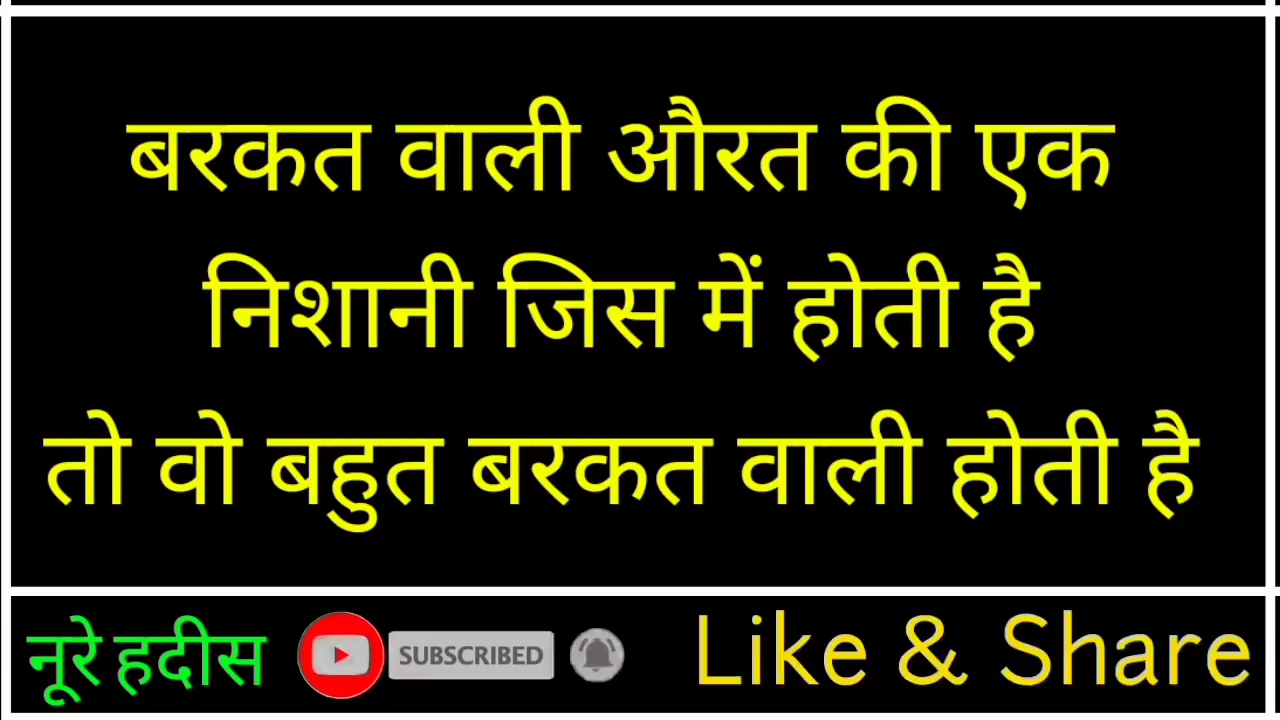 बरकत वाली औरत की एक
निशानी जिस में होती है
तो वो बहुत बरकत वाली होती है
नूरे हदीस SUBSCRIBED Like & Share